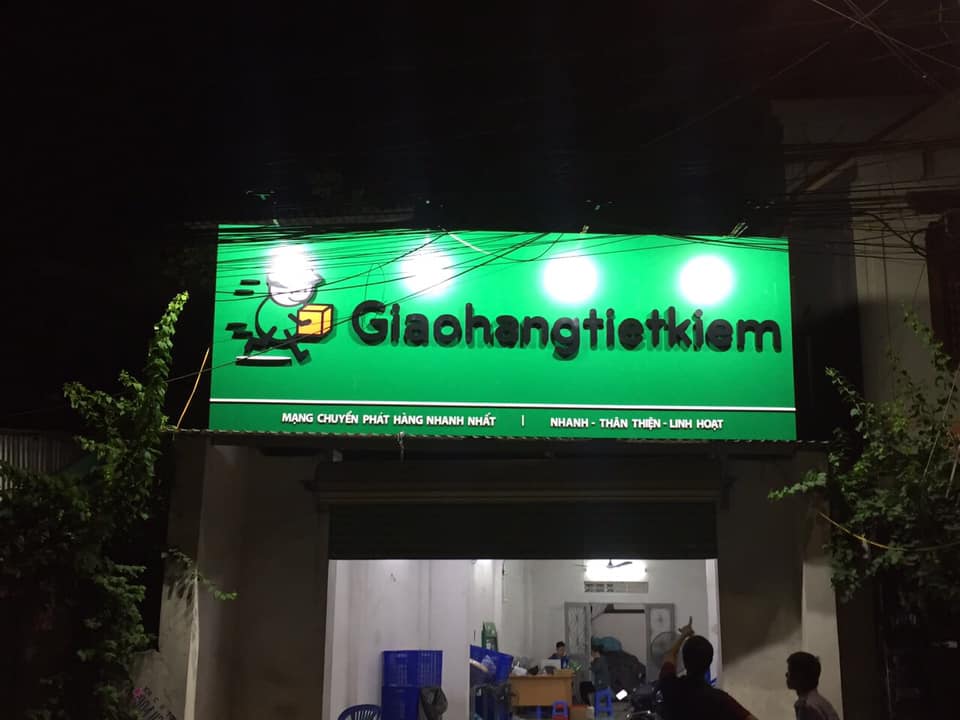 Giaohangtietkiem
MẠNG CHUYỂN PHÁT HÀNG NHANH NHẤT | NHANH - THÂN THIỆN - LINH HOẠT